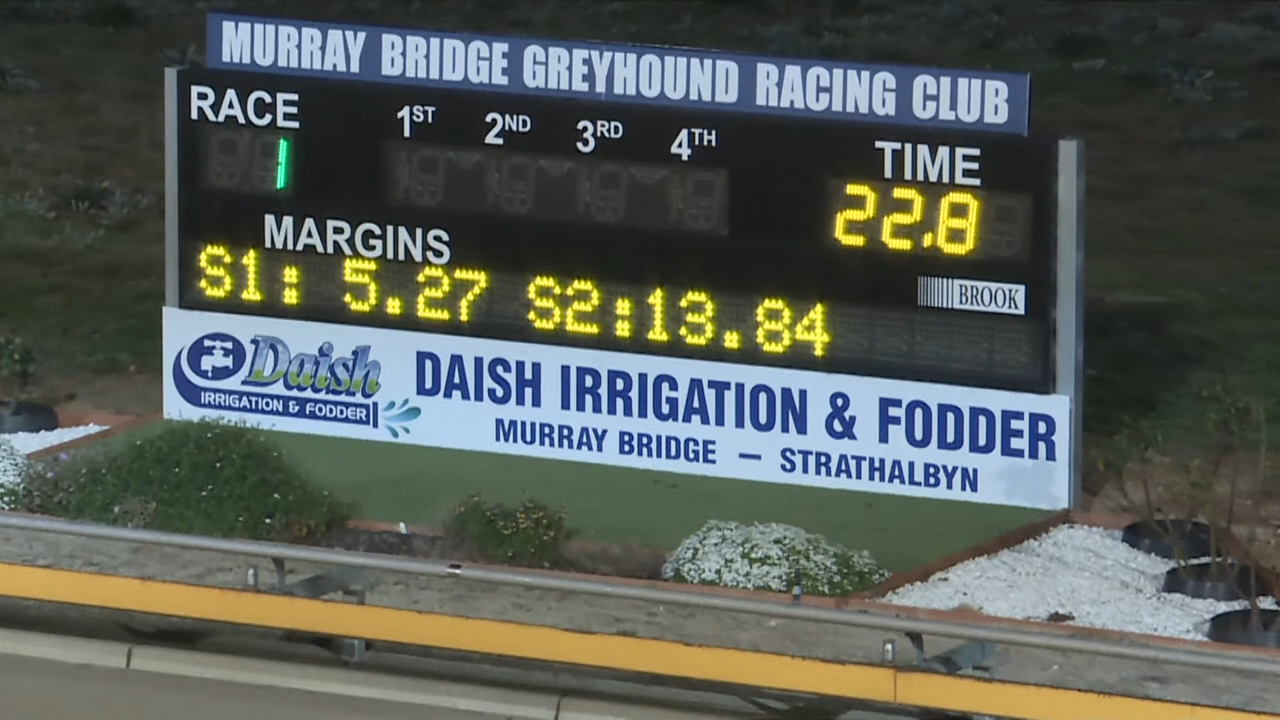 MURRAY BRIDGE GREYHOUND RACING CLUB
RACE 1ST 2ND 3RD 4TH TIME
1 22.8
MARGINS
S1: 5.27 S2:13.84
BROOK
Daish
IRRIGATION & FODDER
DAISH IRRIGATION & FODDER
MURRAY BRIDGE – STRATHALBYN